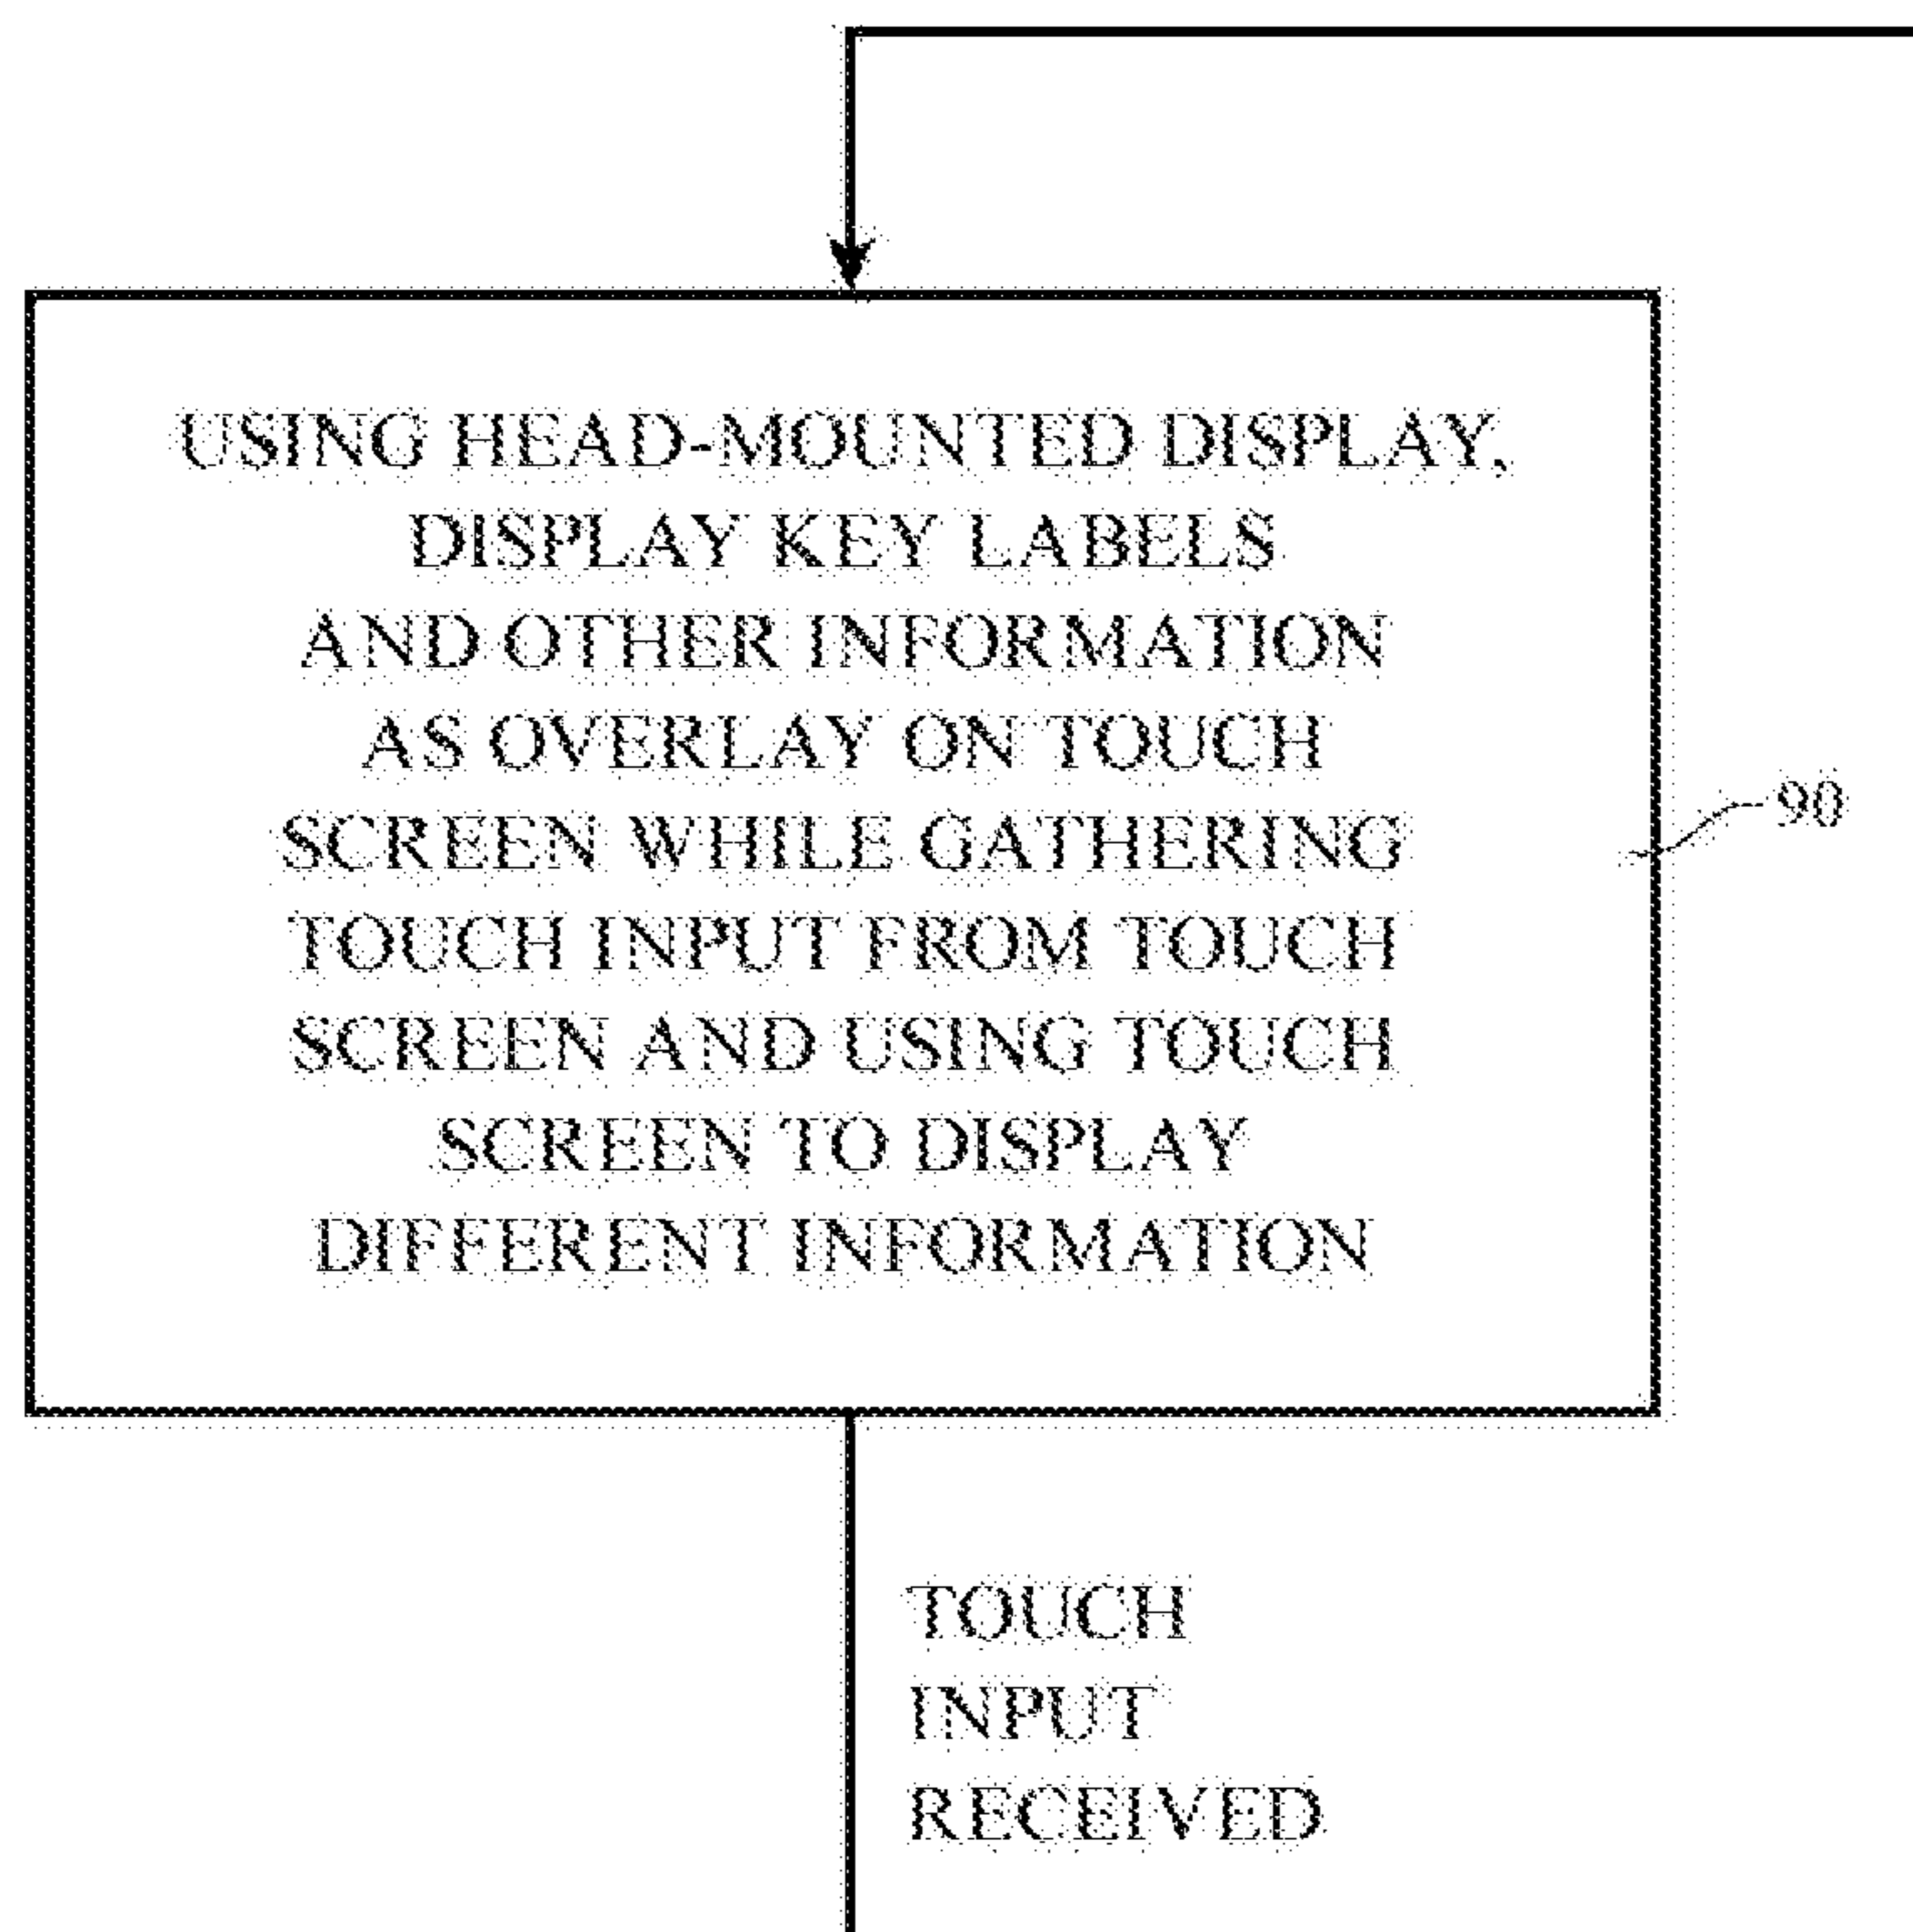 USING HEAD-MOUNTED DISPLAY,
DISPLAY KEY LABELS
AND OTHER INFORMATION
AS OVERLAY ON TOUCH
SCREEN WHILE GATHERING
TOUCH INPUT FROM TOUCH
SCREEN AND USING TOUCH
SCREEN TO DISPLAY
DIFFERENT INFORMATION
90
TOUCH
INPUT
RECEIVED